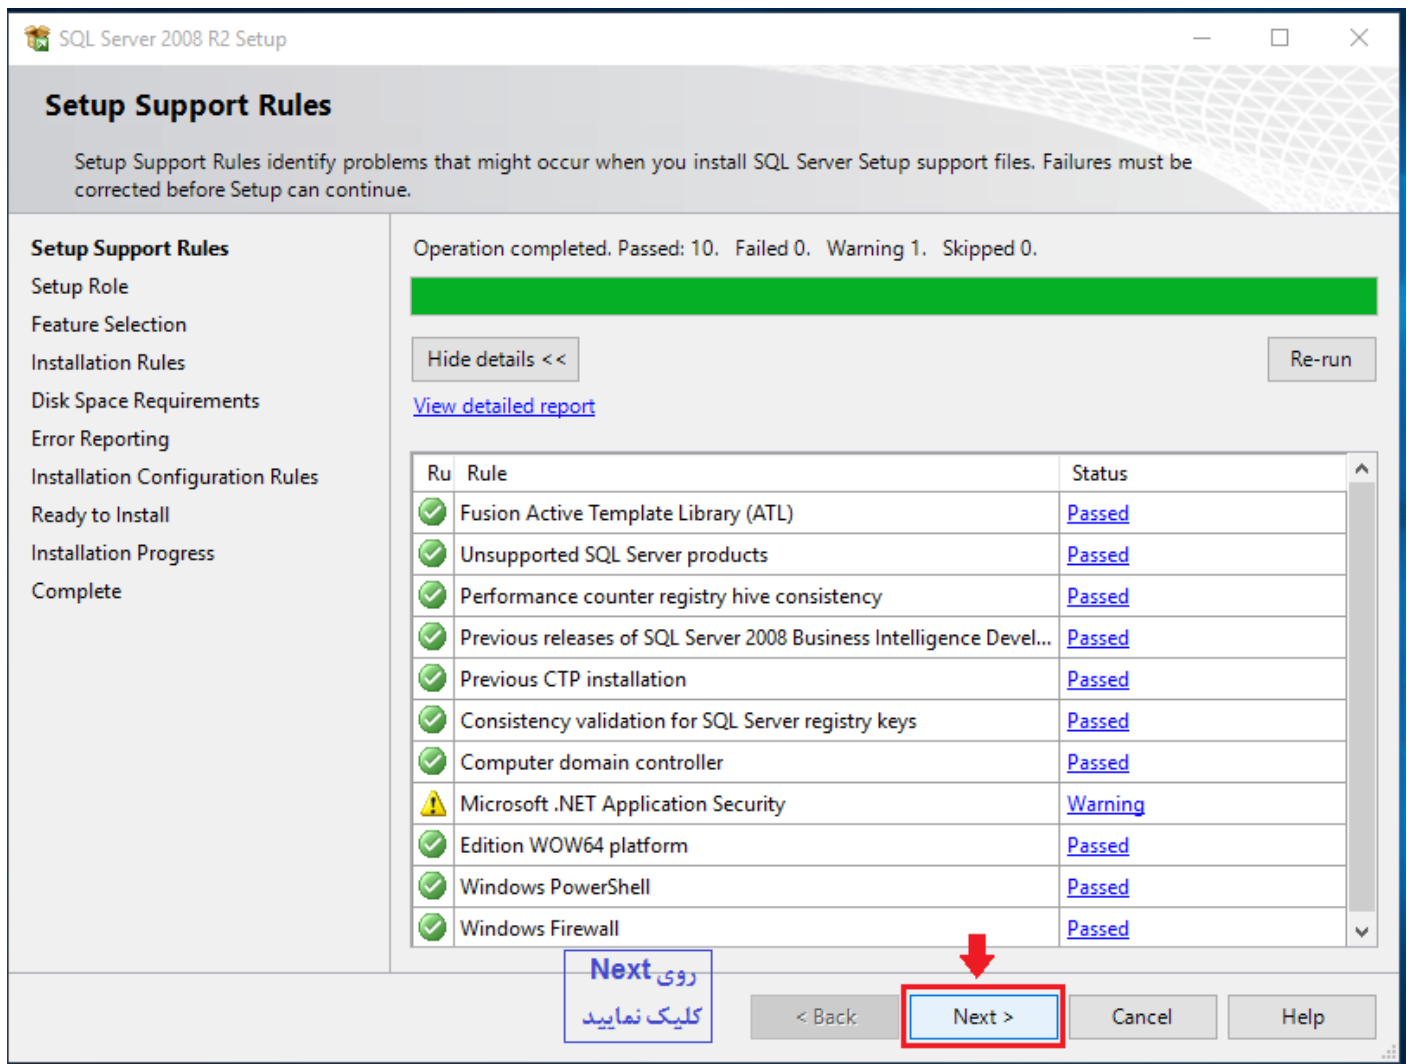 SQL Server 2008 R2 Setup
Setup Support Rules
Setup Support Rules identify problems that might occur when you install SQL Server Setup support files. Failures must be
corrected before Setup can continue.
Setup Support Rules
Setup Role
Feature Selection
Installation Rules
Disk Space Requirements
Error Reporting
Installation Configuration Rules
Ready to Install
Installation Progress
Complete
Operation completed. Passed: 10. Failed 0. Warning 1. Skipped 0.
Hide details <<
Re-run
View detailed report
Ru Rule Status
Fusion Active Template Library (ATL) Passed
Unsupported SQL Server products Passed
Performance counter registry hive consistency Passed
Previous releases of SQL Server 2008 Business Intelligence Devel... Passed
Previous CTP installation Passed
Consistency validation for SQL Server registry keys Passed
Computer domain controller Passed
Microsoft .NET Application Security Warning
Edition WOW64 platform Passed
Windows PowerShell Passed
Windows Firewall Passed
روی Next
کلیک نمایید
< Back Next > Cancel Help